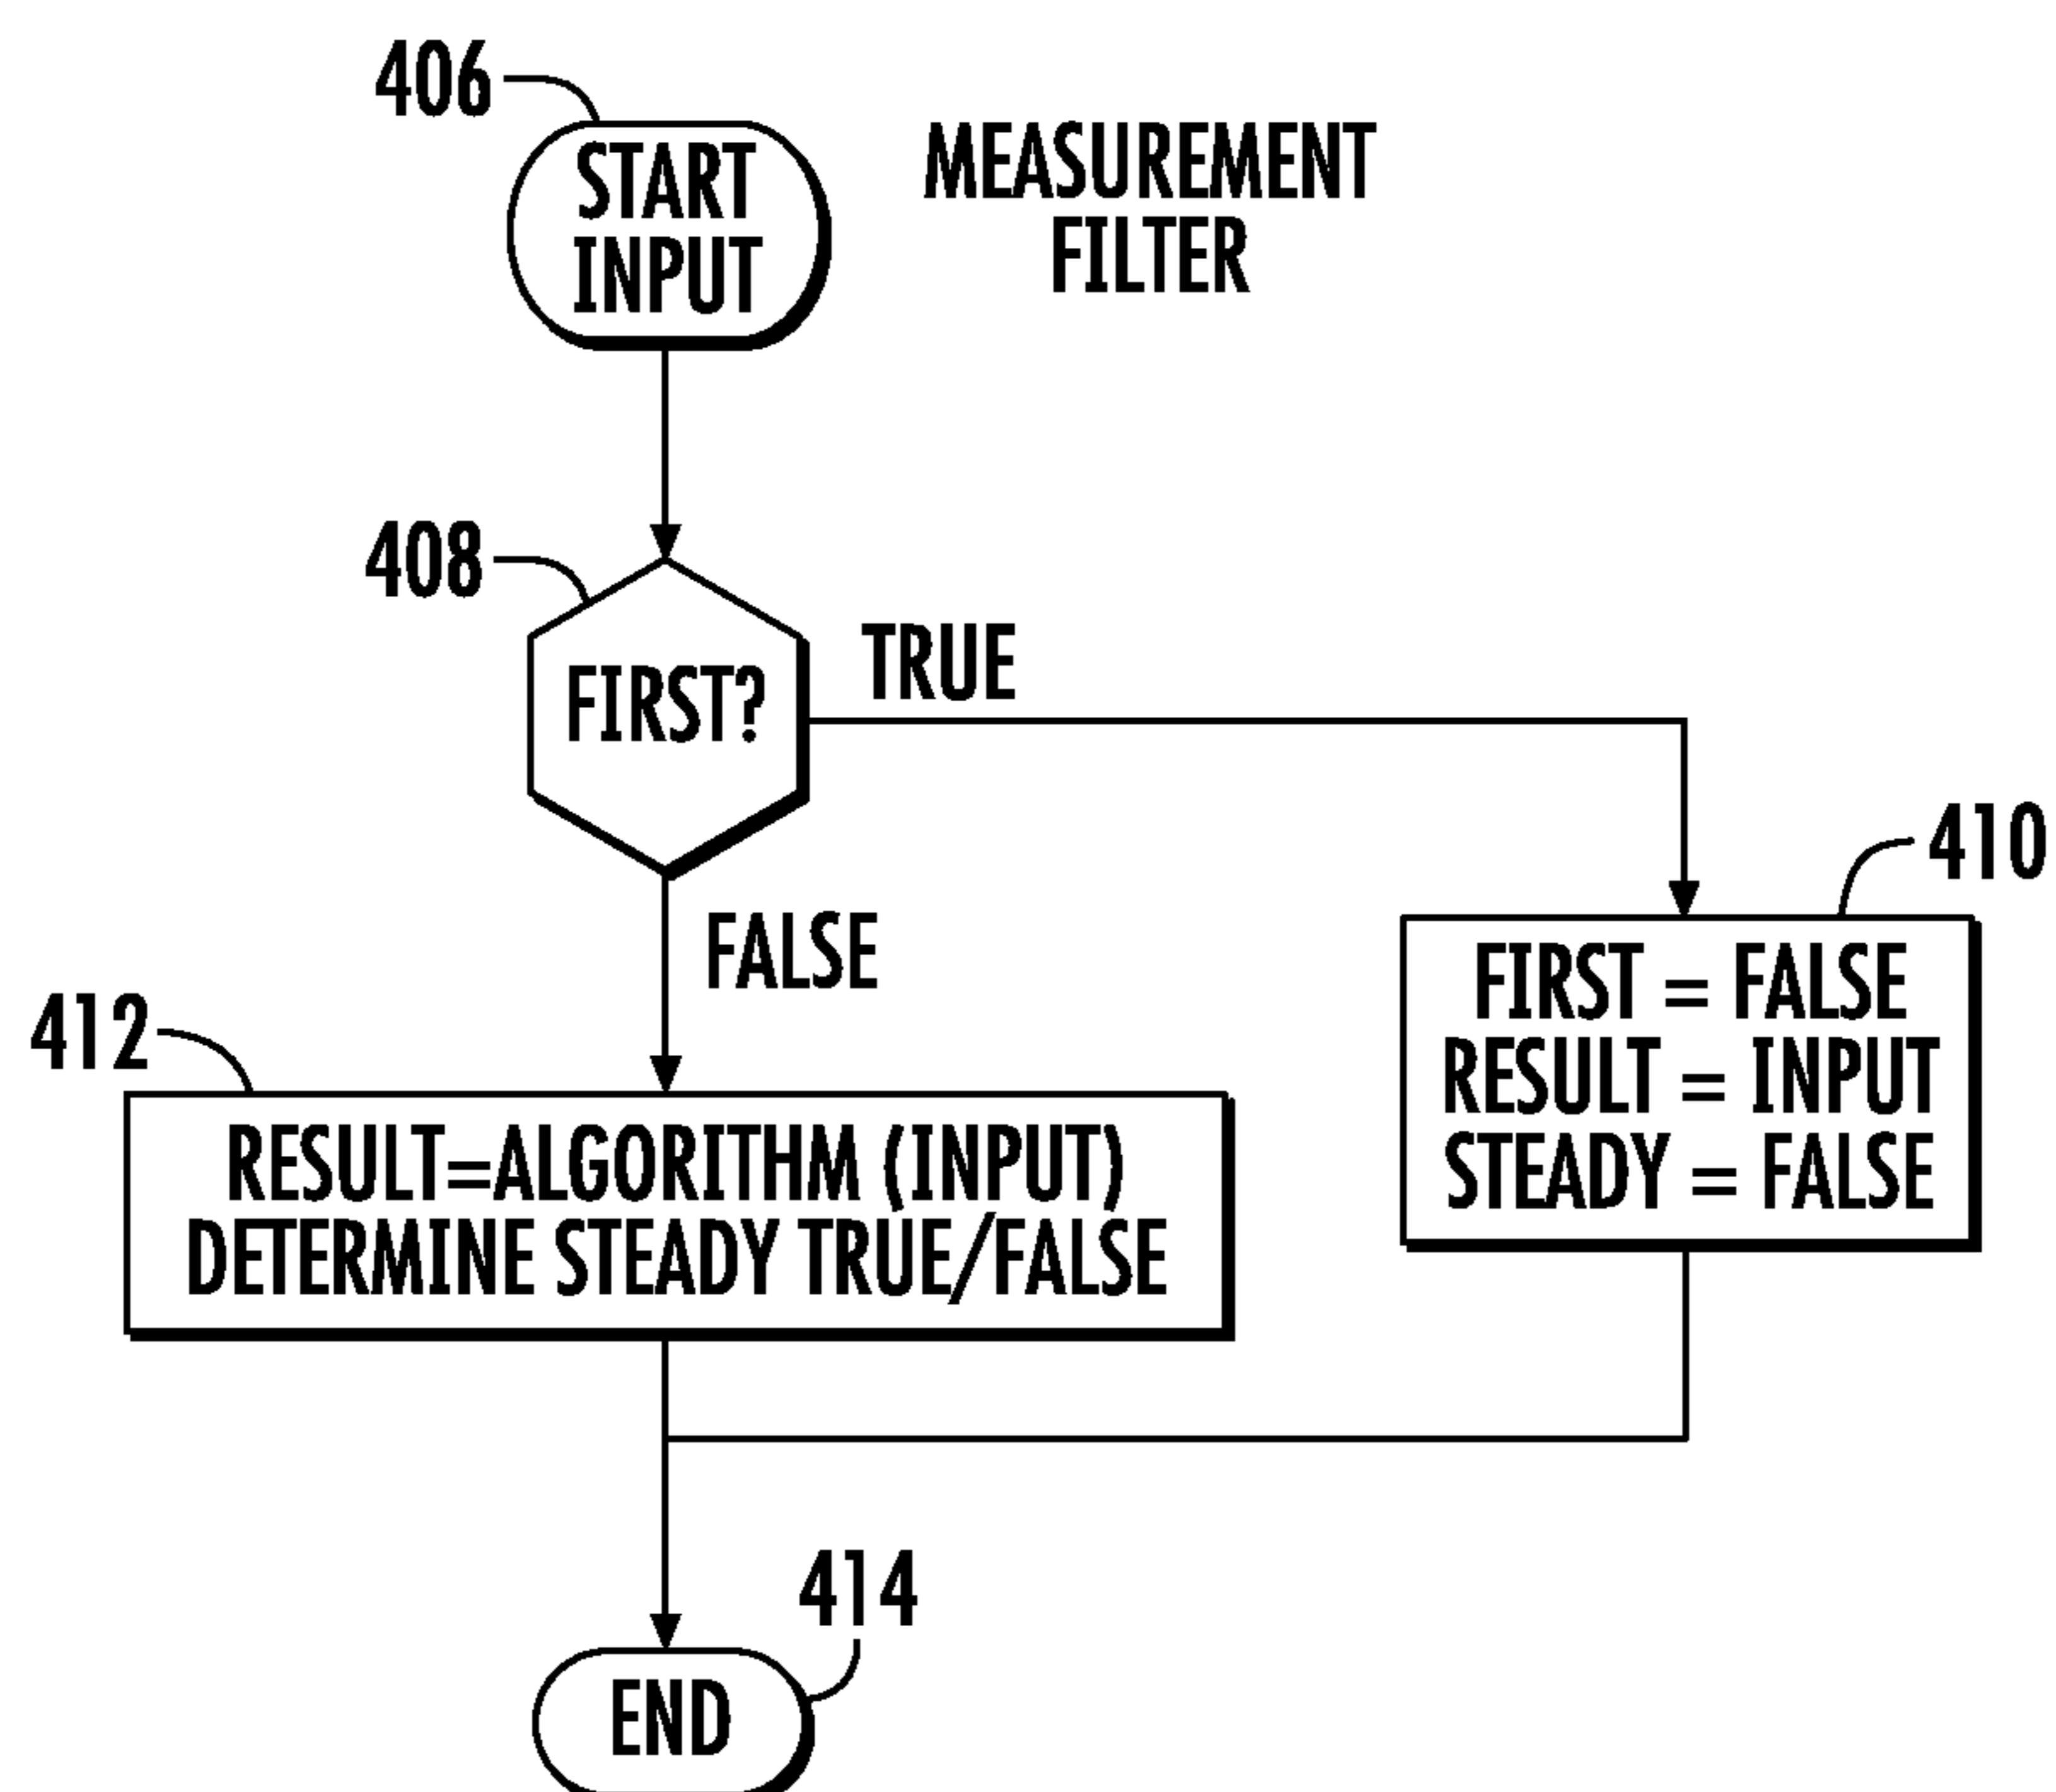 406
START
INPUT
MEASUREMENT
FILTER
408
FIRST?
TRUE
FALSE
410
FIRST = FALSE
RESULT = INPUT
STEADY = FALSE
412
RESULT=ALGORITHM (INPUT)
DETERMINE STEADY TRUE/FALSE
414
END